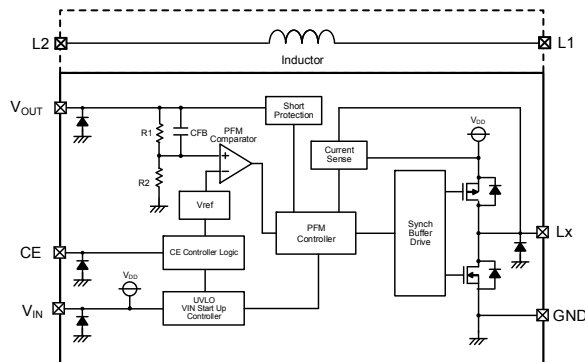 L2
L1
Inductor
VOUT
Short
Protection
R1
CFB
PFM
Comparator
VDD
Current
Sense
R2
+
−
Vref
PFM
Controller
Synch
Buffer
Drive
Lx
CE
CE Controller Logic
VDD
VIN
UVLO
VIN Start Up
Controller
GND